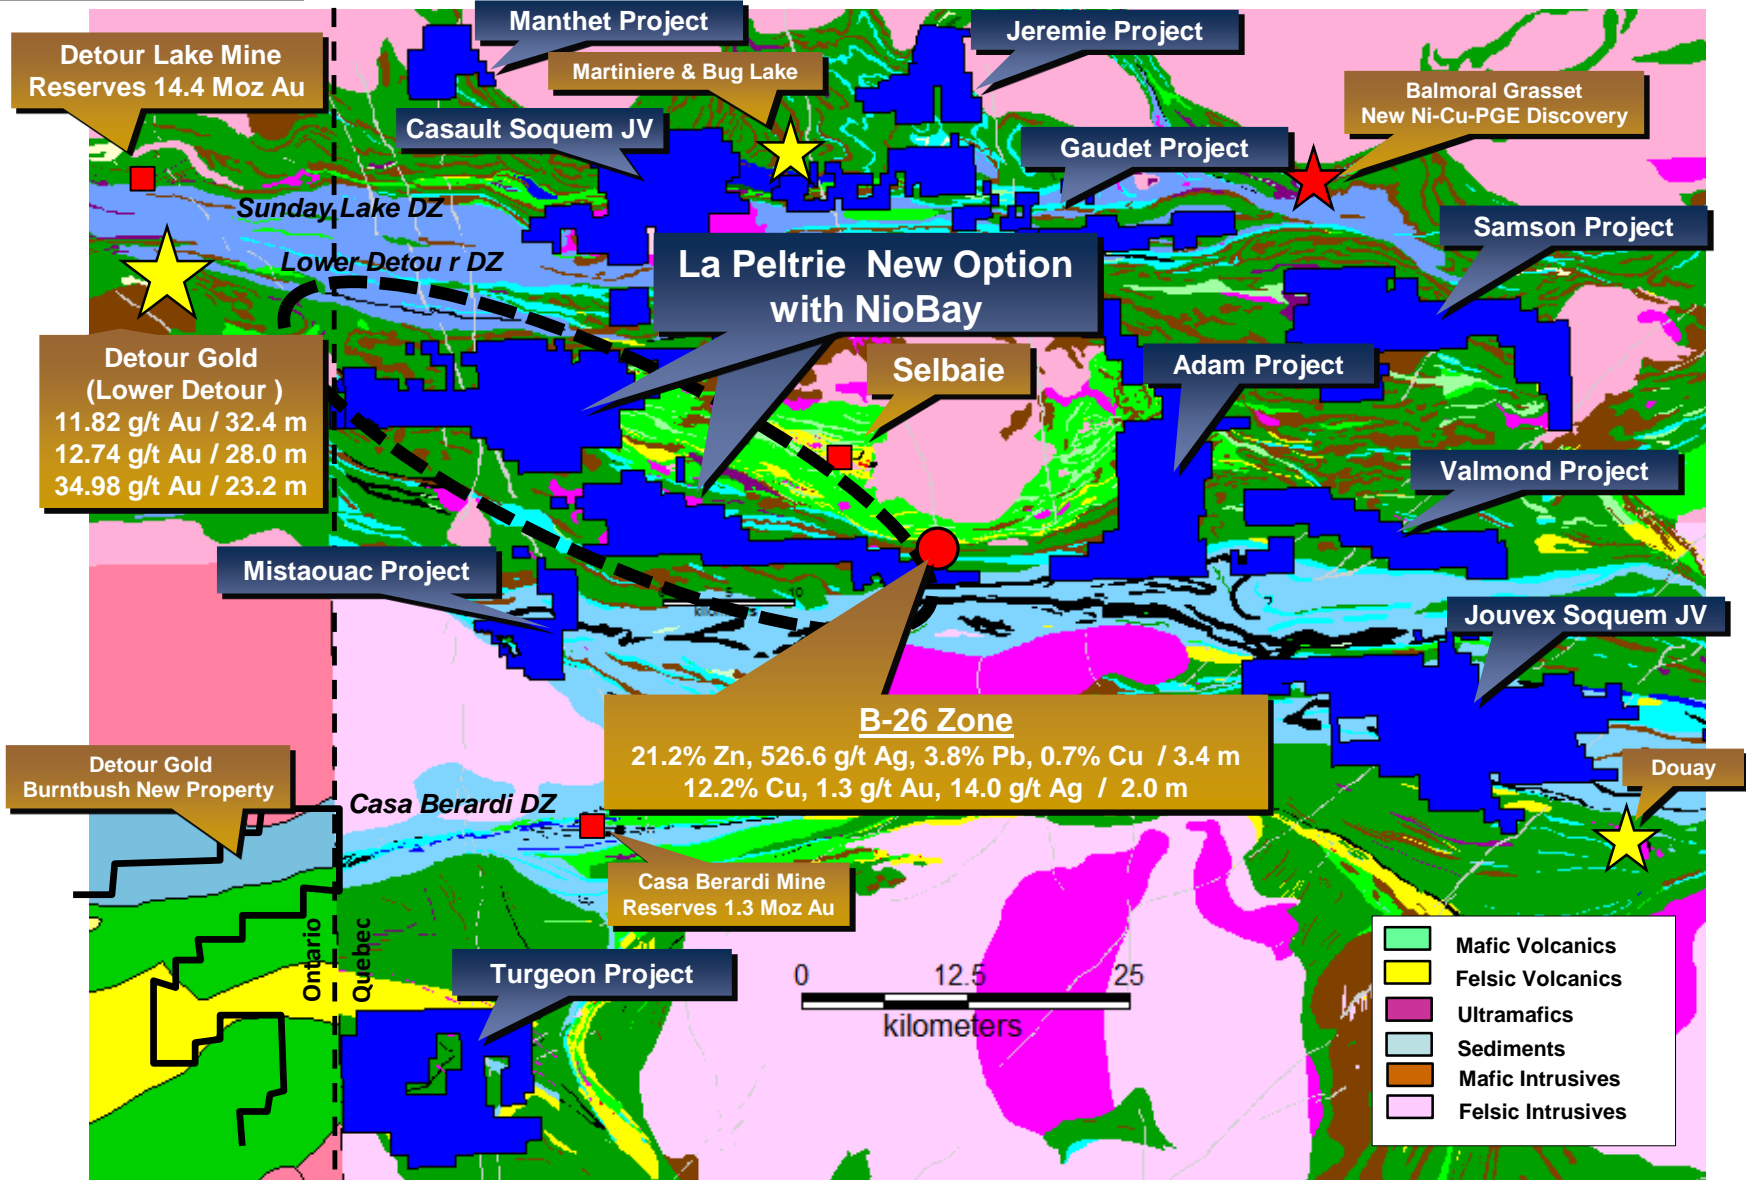 Manthet Project
Jeremie Project
Detour Lake Mine
Reserves 14.4 Moz Au
Martiniere & Bug Lake
Balmoral Grasset
New Ni-Cu-PGE Discovery
Casault Soquem JV
Gaudet Project
Sunday Lake DZ
Samson Project
Lower Detou r DZ
La Peltrie  New Option
with NioBay
Detour Gold
(Lower Detour )
11.82 g/t Au / 32.4 m
12.74 g/t Au / 28.0 m
34.98 g/t Au / 23.2 m
Selbaie
Adam Project
Valmond Project
Mistaouac Project
5 10
Jouvex Soquem JV
B-26 Zone
21.2% Zn, 526.6 g/t Ag, 3.8% Pb, 0.7% Cu  / 3.4 m
12.2% Cu, 1.3 g/t Au, 14.0 g/t Ag  /  2.0 m
Detour Gold
Burntbush New Property
Douay
Casa Berardi DZ
Casa Berardi Mine
Reserves 1.3 Moz Au
Ontario
Quebec
Turgeon Project
0 12.5 25
kilometers
Mafic Volcanics
Felsic Volcanics
Ultramafics
Sediments
Mafic Intrusives
Felsic Intrusives